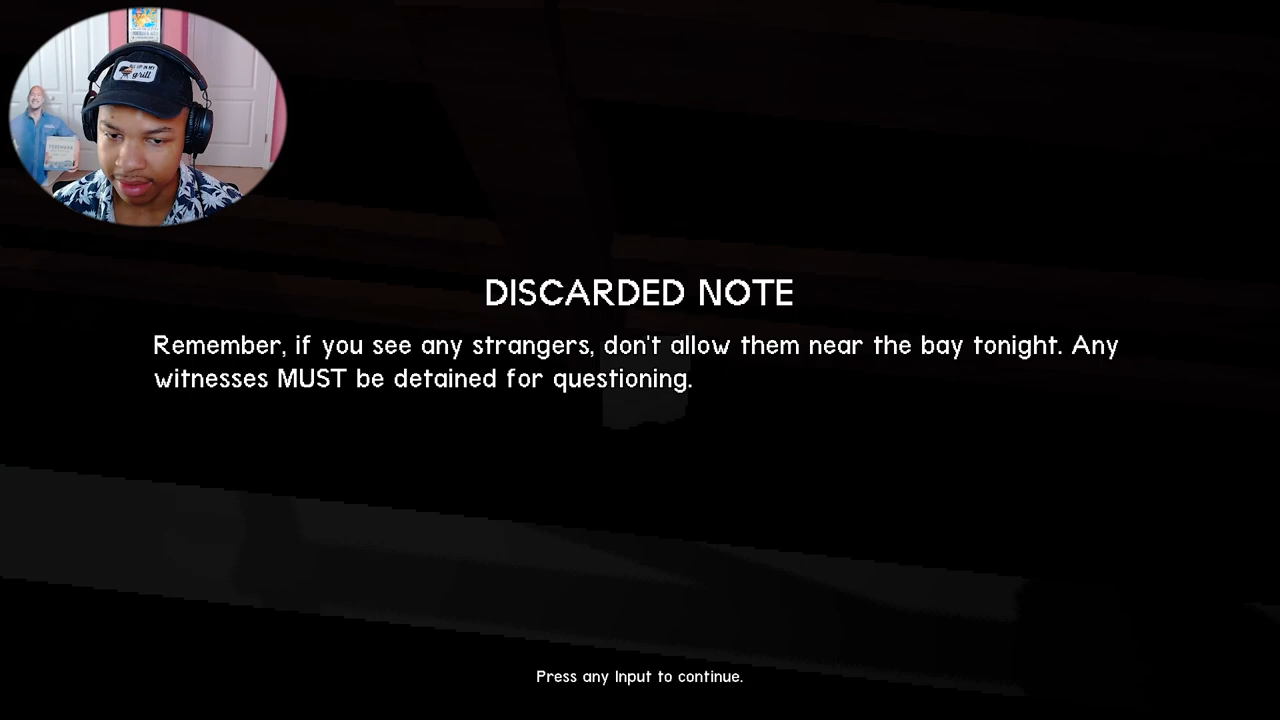 grill
DISCARDED NOTE
Remember, if you see any strangers, don't allow them near the bay tonight. Any
witnesses MUST be detained for questioning.
Press any Input to continue.